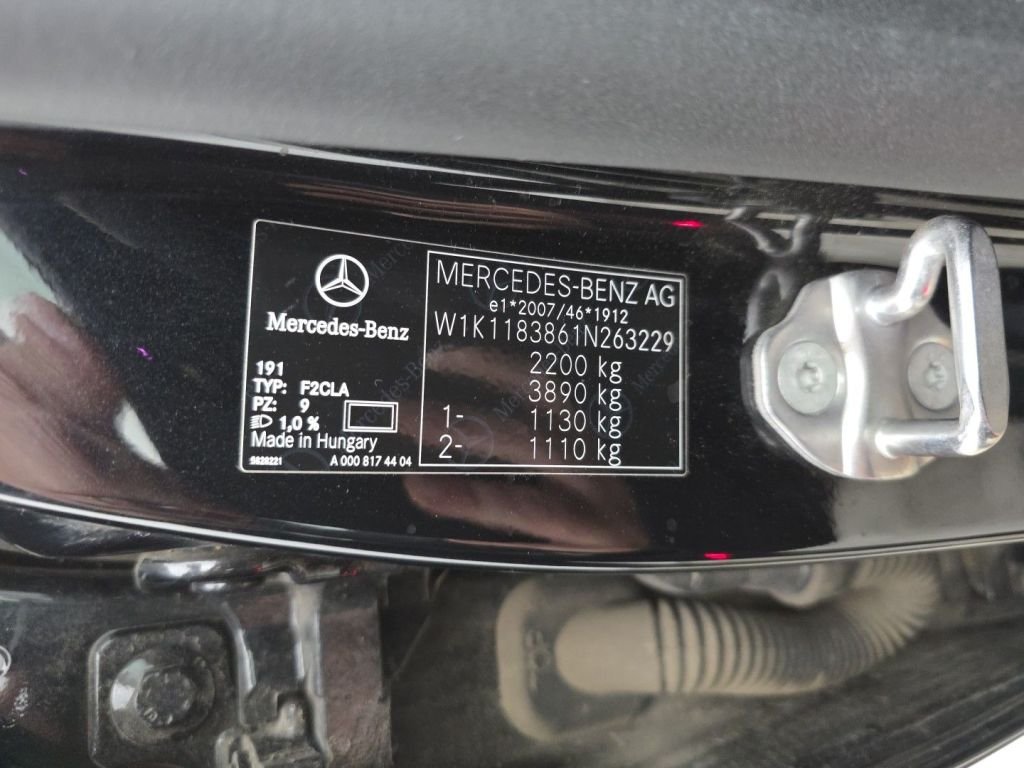 Mercedes-Benz
191
TYP: F2CLA
PZ: 9
1,0 %
Made in Hungary
A 000 817 44 04
MERCEDES-BENZ AG
e1*2007/46*1912
W1K1183861N263229
2200 kg
3890 kg
1- 1130 kg
2- 1110 kg